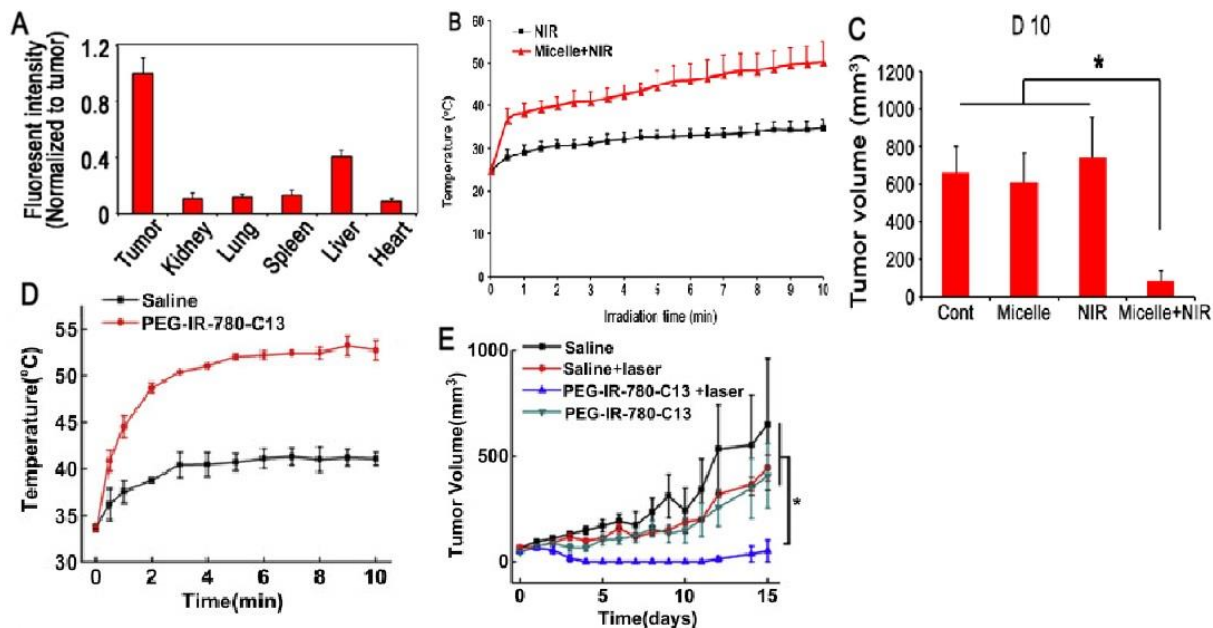 A
Fluoresent intensity
(Normalized to tumor)
1.2
0.8
0.4
0
Tumor
Kidney
Lung
Spleen
Liver
Heart
B
NIR
Micelle+NIR
Temperature (°C)
60
50
40
30
20
10
0
0 1 2 3 4 5 6 7 8 9 10
Irradiation time (min)
C
D 10
*
Tumor volume (mm³)
1200
1000
800
600
400
200
0
Cont Micelle NIR Micelle+NIR
D
Saline
PEG-IR-780-C13
Temperature(⁰C)
55
50
45
40
35
30
0 2 4 6 8 10
Time(min)
E
Saline
Saline+laser
PEG-IR-780-C13 +laser
PEG-IR-780-C13
Tumor Volume(mm³)
1000
500
0
*
0 5 10 15
Time(days)